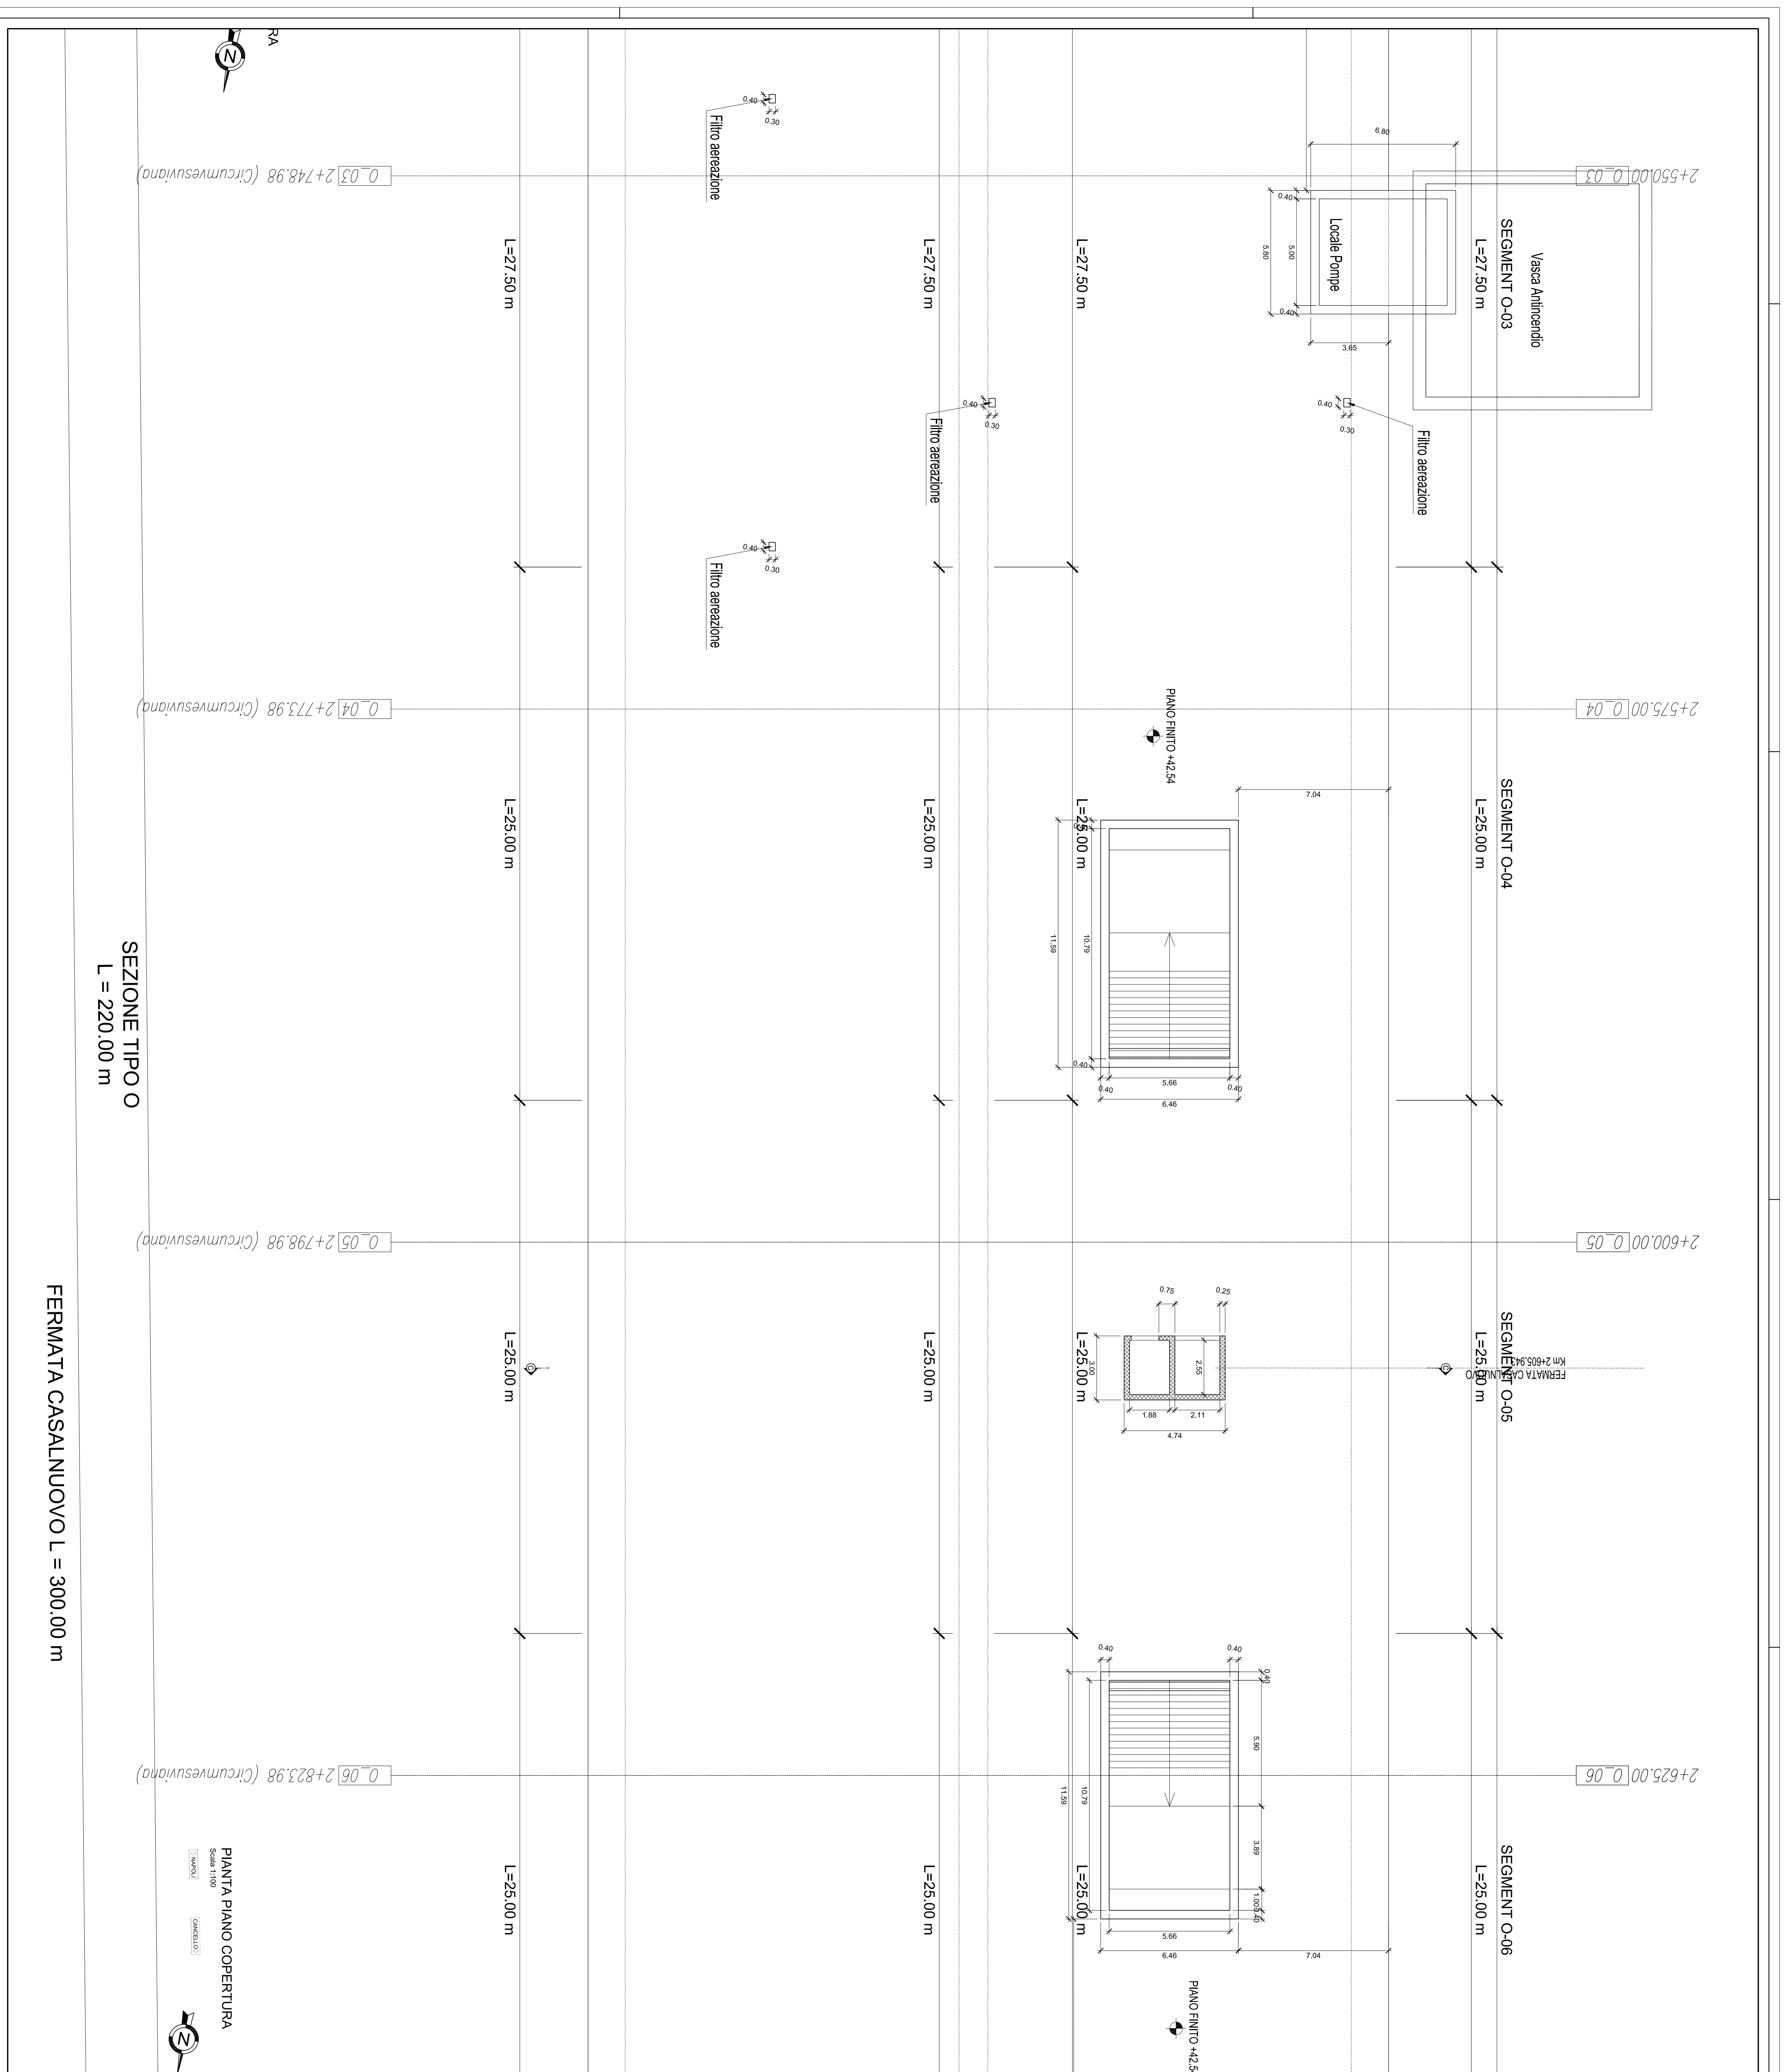 RA
N
0.40
0.30
Filtro aereazione
6.80
2+748.98 (Circumvesuviana)
O_03
2+550.00
O_03
0.40
5.00
5.80
0.40
3.65
Locale Pompe
Vasca Antincendio
SEGMENT O-03
L=27.50 m
L=27.50 m
L=27.50 m
L=27.50 m
0.40
0.30
Filtro aereazione
0.40
0.30
Filtro aereazione
0.40
0.30
Filtro aereazione
2+773.98 (Circumvesuviana)
O_04
2+575.00
O_04
PIANO FINITO +42.54
7.04
SEGMENT O-04
L=25.00 m
L=25.00 m
L=25.00 m
L=25.00 m
11.59
10.79
0.40
0.40
5.66
0.40
6.46
SEZIONE TIPO O
L = 220.00 m
2+798.98 (Circumvesuviana)
O_05
2+600.00
O_05
0.75
0.25
3.00
2.55
1.88
2.11
4.74
SEGMENT O-05
L=25.00 m
L=25.00 m
L=25.00 m
L=25.00 m
C
C
FERMATA CASALNUOVO
Km 2+605.943
FERMATA CASALNUOVO L = 300.00 m
0.40
0.40
0.40
5.90
3.89
1.00
0.40
11.59
10.79
5.66
6.46
7.04
2+823.98 (Circumvesuviana)
O_06
2+625.00
O_06
SEGMENT O-06
L=25.00 m
L=25.00 m
L=25.00 m
L=25.00 m
PIANTA PIANO COPERTURA
Scala 1:100
NAPOLI
CANCELLO
N
PIANO FINITO +42.5